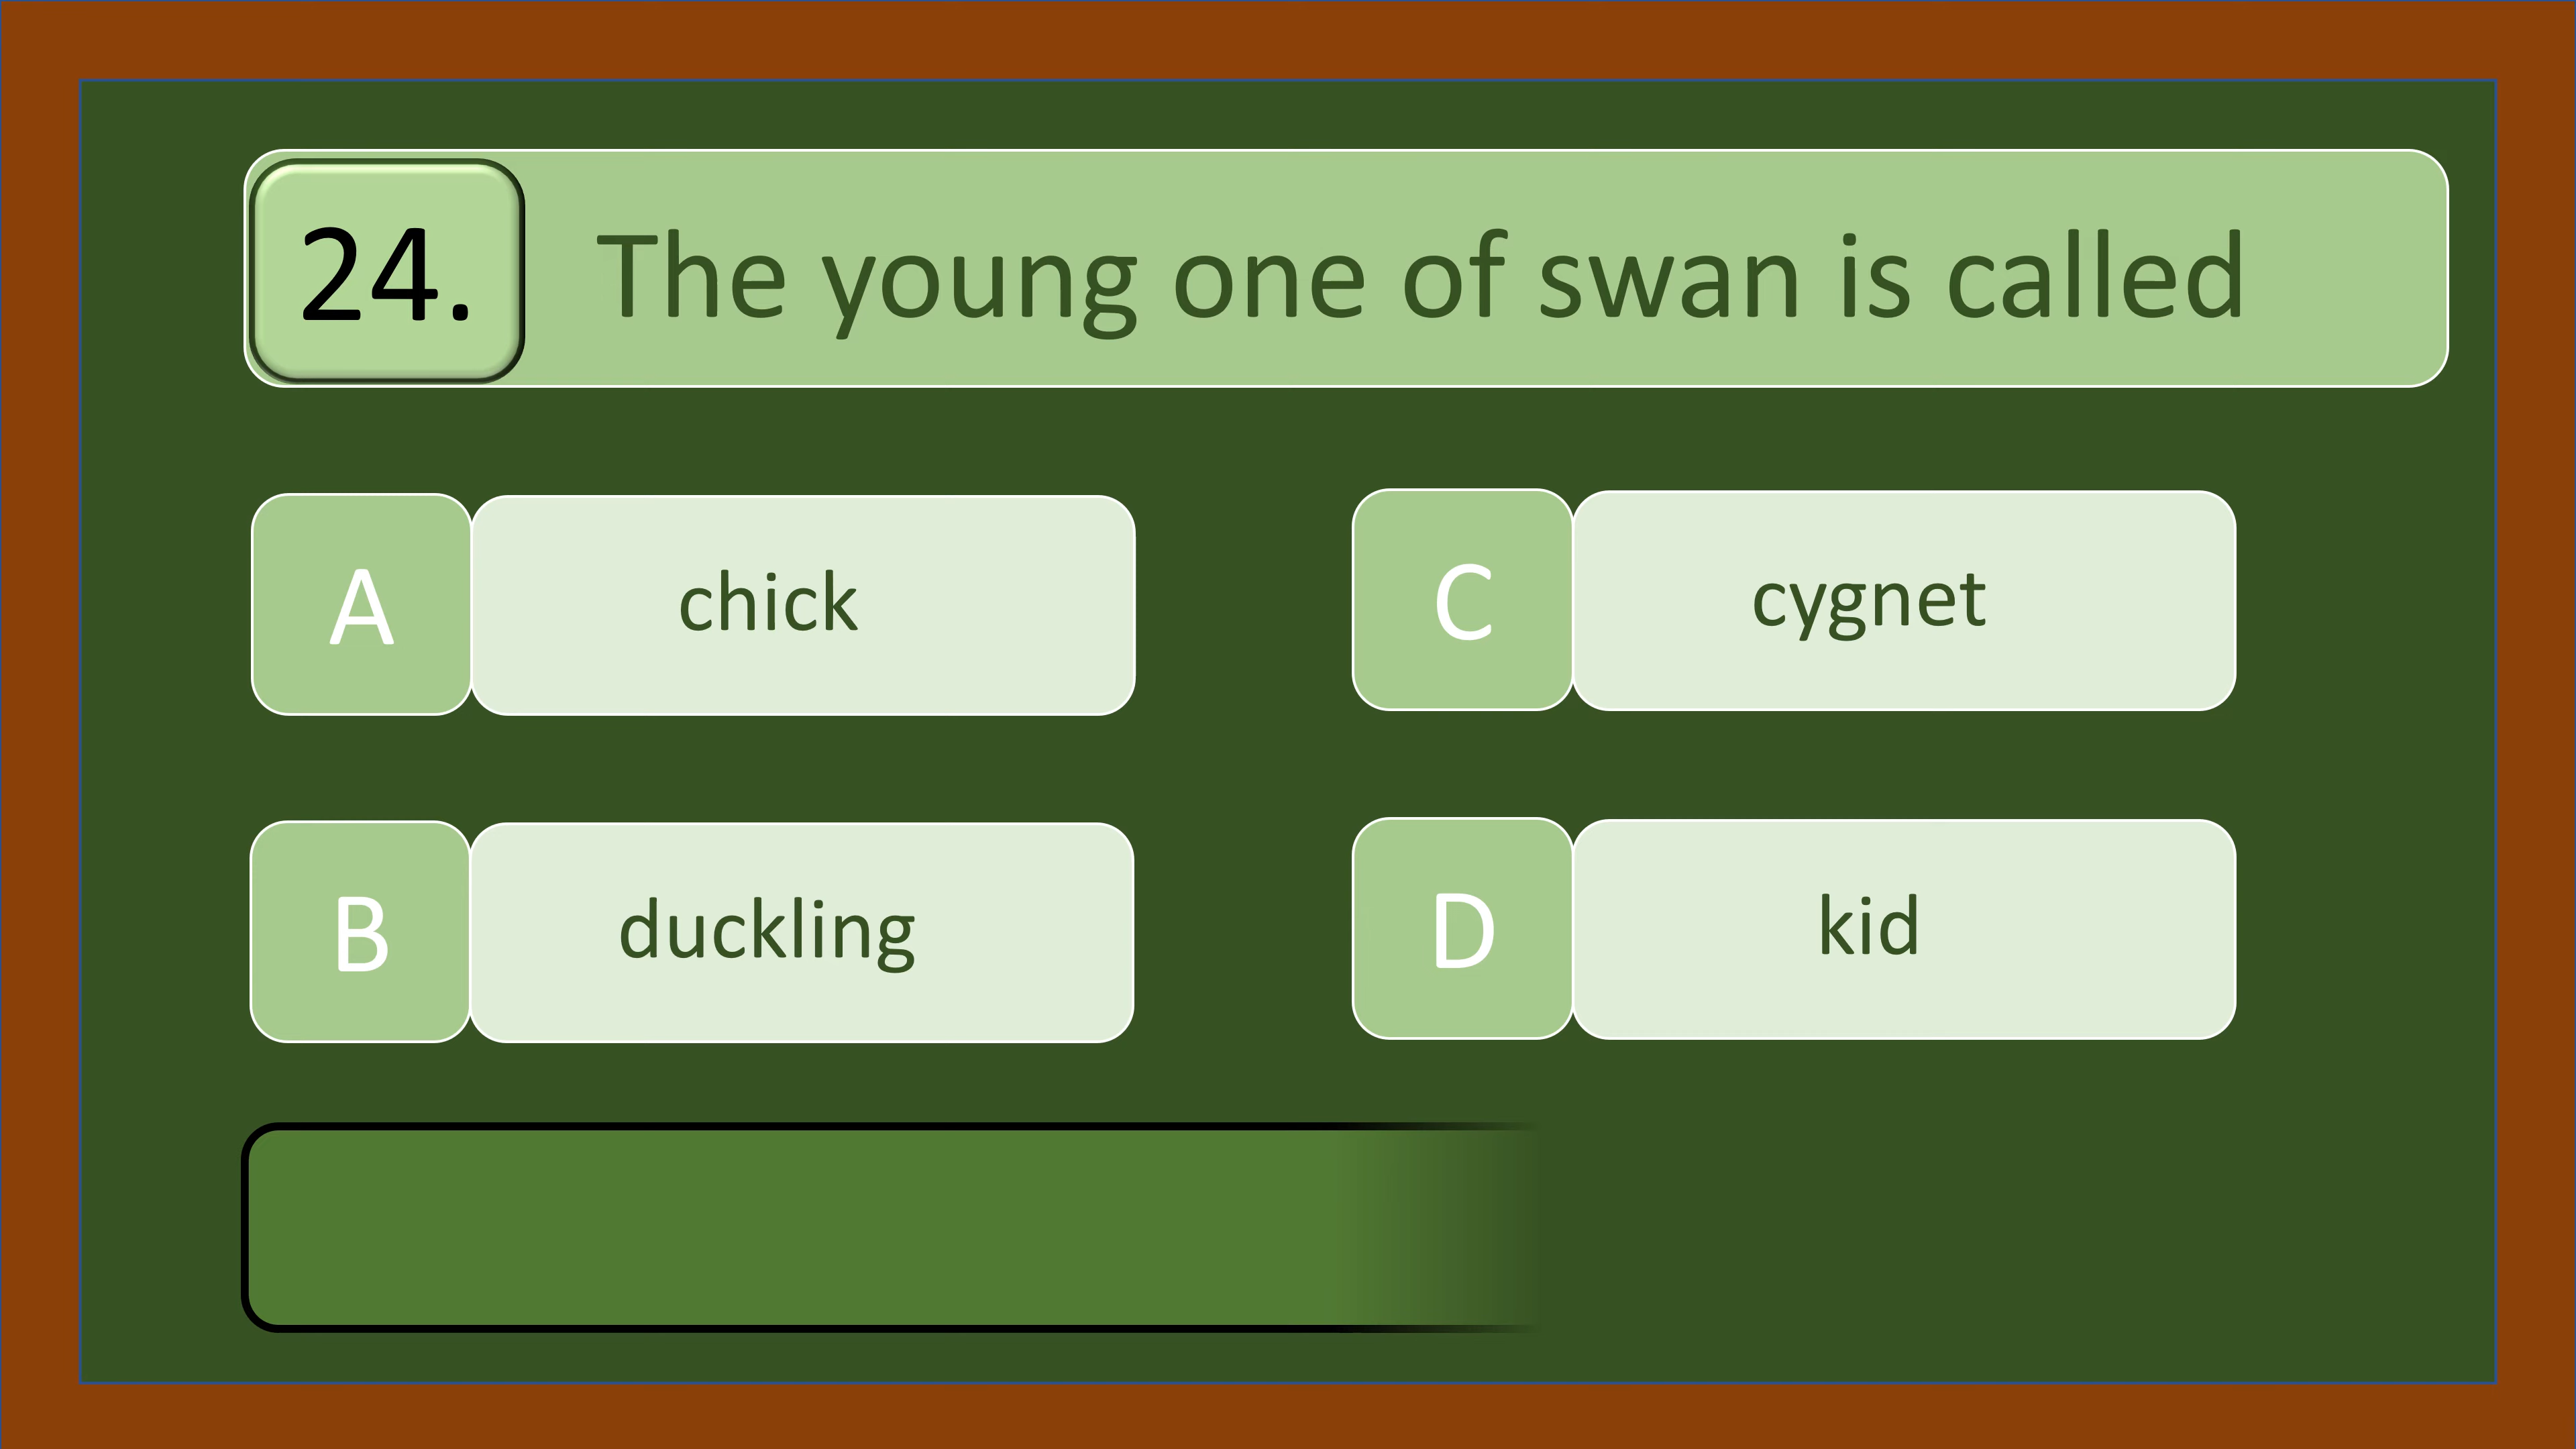 24. The young one of swan is called
A chick
B duckling
C cygnet
D kid